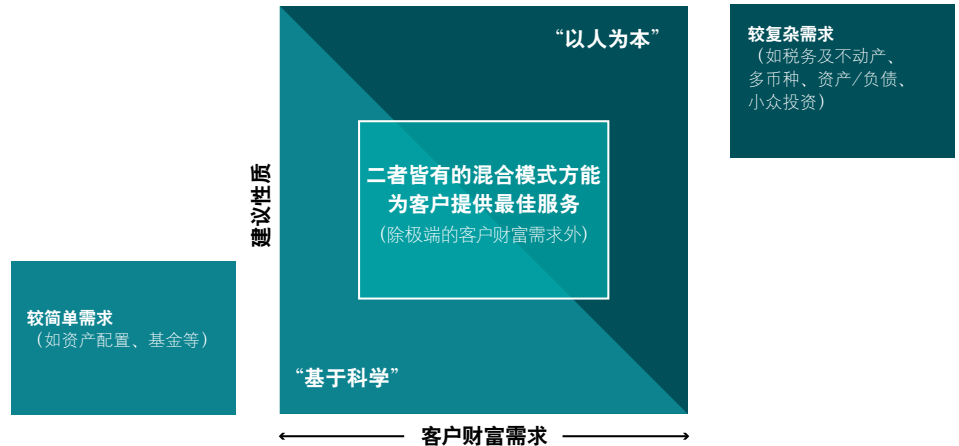 “以人为本”
较复杂需求
（如税务及不动产、
多币种、资产/负债、
小众投资）
建议性质
二者皆有的混合模式方能
为客户提供最佳服务
（除极端的客户财富需求外）
较简单需求
（如资产配置、基金等）
“基于科学”
客户财富需求